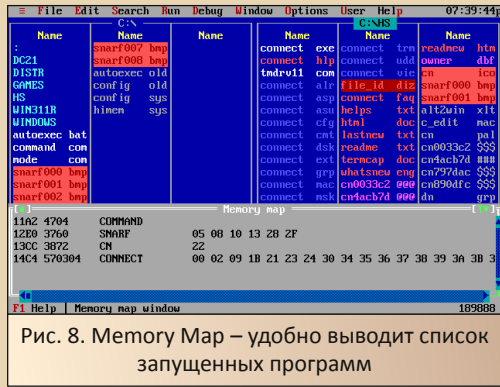 ≡ File Edit Search Run Debug Window Options User Help 07:39:44p
C:\ C:\HS
Name Name Name Name Name Name
: snarf007 bmp connect exe connect trm readmew htm
DC21 snarf008 bmp connect hlp connect udd owner dbf
DISTR autoexec old tmdrv11 com connect vie cn ico
GAMES config old connect alr file_id diz snarf000 bmp
HS config sys connect asp connect faq snarf001 bmp
WIN311R himem sys connect asu helps txt alt2win xlt
WINDOWS connect cfg html doc c_edit mac
autoexec bat connect cmt lastnew txt cn0033c2 $$$
command com connect dsk readme txt cn4acb7d $$$
mode com connect ext termcap doc cn4acb7d ###
snarf000 bmp connect grp whatsnew eng cn797dac $$$
snarf001 bmp connect mac cn0033c2 @@@ cn890dfc $$$
snarf002 bmp connect msk cn4acb7d @@@ dn grp
Memory map 3
11A2 4704 COMMAND
12E0 3760 SNARF 05 08 10 13 28 2F
13CC 3872 CN 22
14C4 570304 CONNECT 00 02 09 1B 21 23 24 30 34 35 36 37 38 39 3A 3B 3
F1 Help Memory map window 189888
Рис. 8. Memory Map – удобно выводит список
запущенных программ